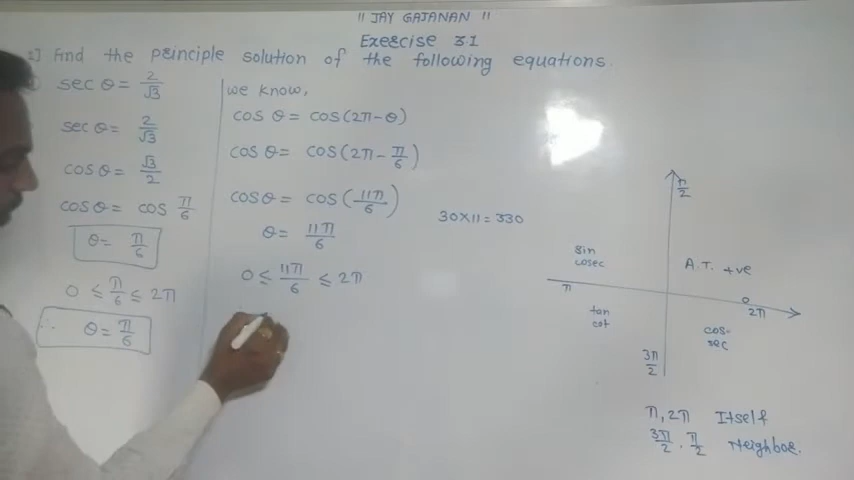 || JAY GAJANAN ||
Exercise 3.1
1] Find the principle solution of the following equations.
sec θ = 2/√3
sec θ = 2/√3
cos θ = √3/2
cos θ = cos π/6
θ = π/6
0 ≤ π/6 ≤ 2π
∴ θ = π/6
we know,
cos θ = cos(2π - θ)
cos θ = cos(2π - π/6)
cos θ = cos(11π/6)
θ = 11π/6
0 ≤ 11π/6 ≤ 2π
30 × 11 = 330
π/2
sin
cosec
A.T. +ve
π
0
2π
tan
cot
cos-
sec
3π/2
π, 2π Itself
3π/2 . π/2 Neighbor.